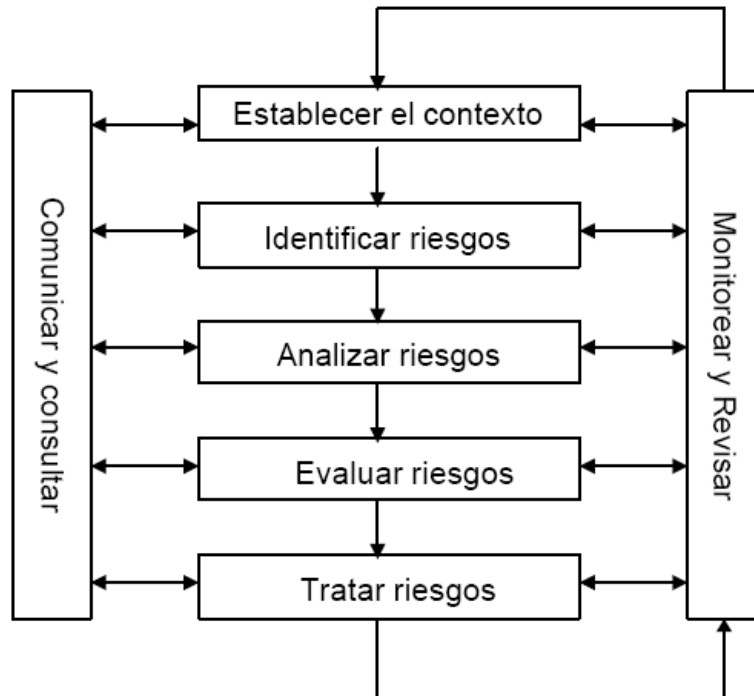 Establecer el contexto
Identificar riesgos
Analizar riesgos
Evaluar riesgos
Tratar riesgos
Comunicar y consultar
Monitorear y Revisar